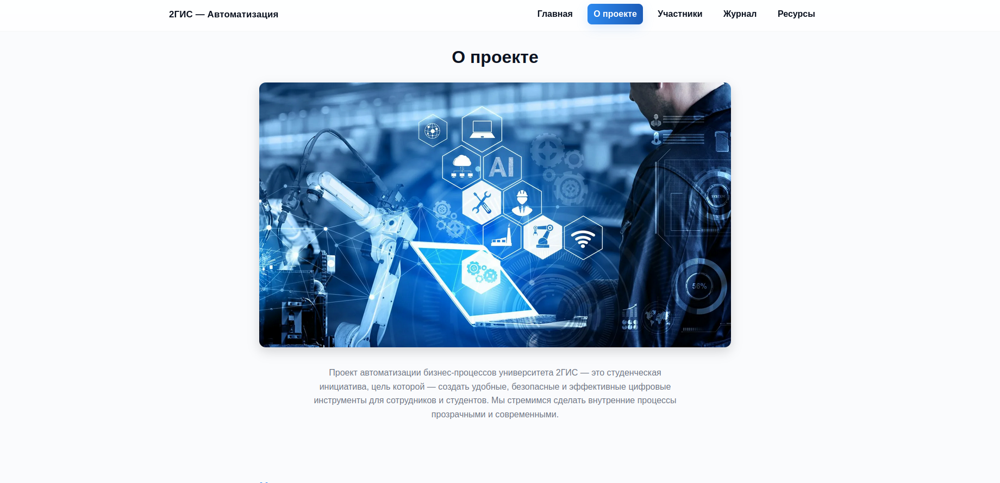 2ГИС — Автоматизация
Главная
О проекте
Участники
Журнал
Ресурсы
О проекте
AI
SYSTEM
56%
Проект автоматизации бизнес-процессов университета 2ГИС — это студенческая
инициатива, цель которой — создать удобные, безопасные и эффективные цифровые
инструменты для сотрудников и студентов. Мы стремимся сделать внутренние процессы
прозрачными и современными.